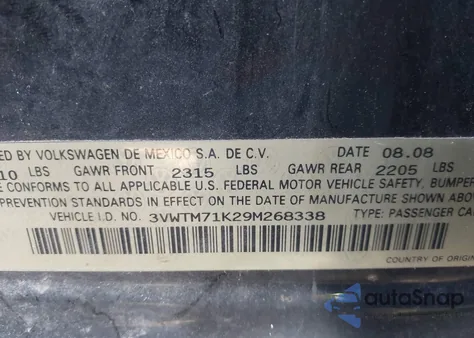 ED BY VOLKSWAGEN DE MEXICO S.A. DE C.V. DATE 08.08
10 LBS GAWR FRONT 2315 LBS GAWR REAR 2205 LBS
E CONFORMS TO ALL APPLICABLE U.S. FEDERAL MOTOR VEHICLE SAFETY, BUMPER
PREVENTION STANDARDS IN EFFECT ON THE DATE OF MANUFACTURE SHOWN ABOVE
VEHICLE I.D. NO. 3VWTM71K29M268338 TYPE: PASSENGER CA
COUNTRY OF ORIGIN
autoSnap